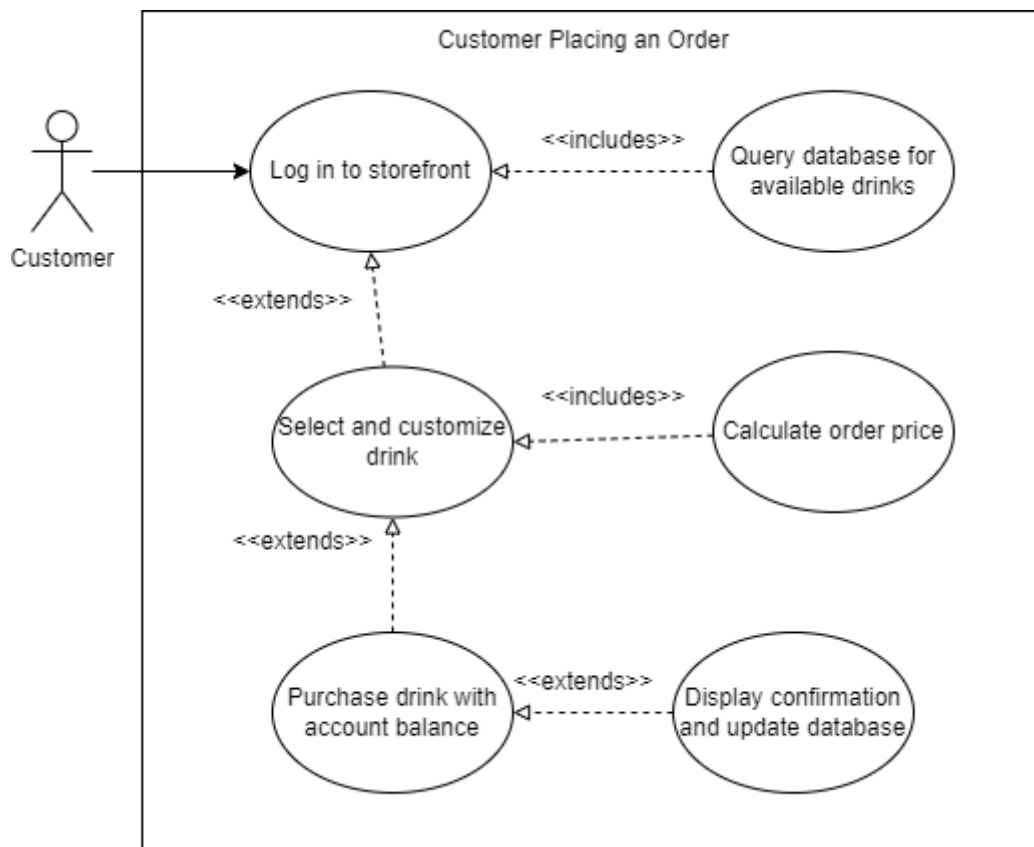 Customer Placing an Order
Log in to storefront
<<includes>>
Query database for
available drinks
Customer
<<extends>>
Select and customize
drink
<<includes>>
Calculate order price
<<extends>>
Purchase drink with
account balance
<<extends>>
Display confirmation
and update database